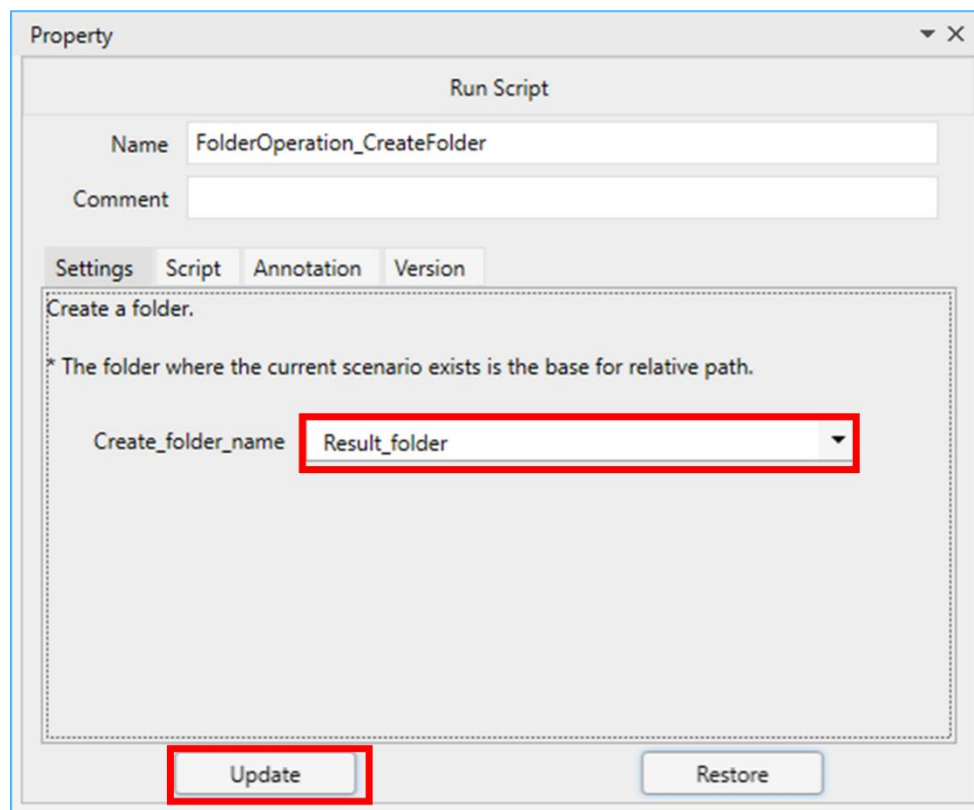 Property
Run Script
Name FolderOperation_CreateFolder
Comment
Settings Script Annotation Version
Create a folder.
* The folder where the current scenario exists is the base for relative path.
Create_folder_name Result_folder
Update Restore